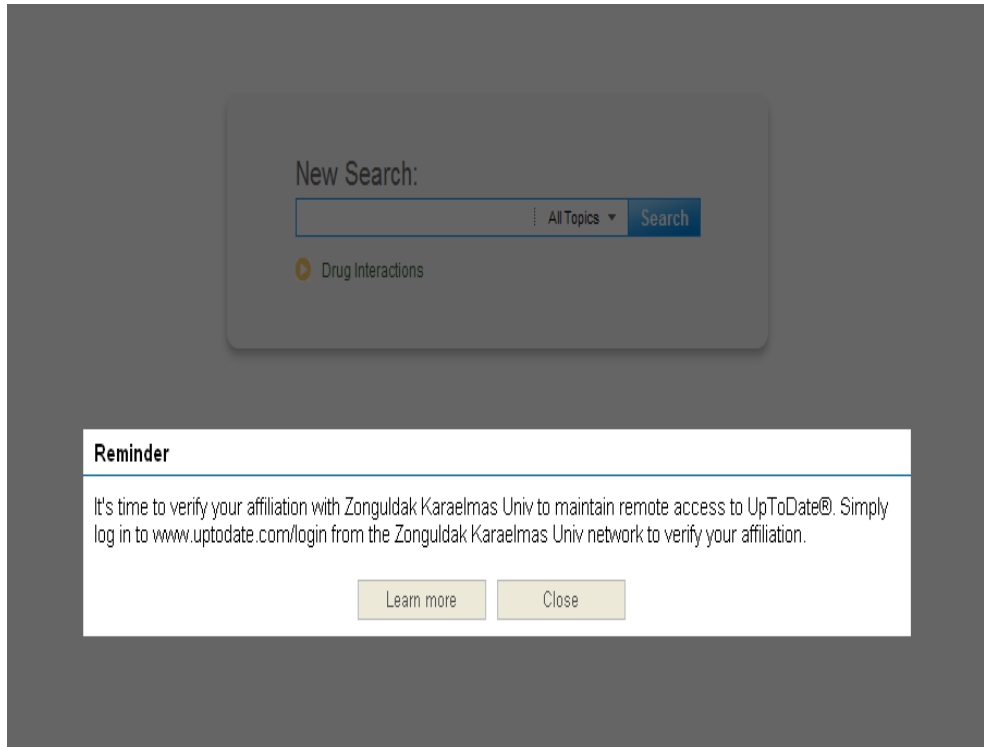 New Search:
All Topics
Search
Drug Interactions
Reminder
It's time to verify your affiliation with Zonguldak Karaelmas Univ to maintain remote access to UpToDate®. Simply
log in to www.uptodate.com/login from the Zonguldak Karaelmas Univ network to verify your affiliation.
Learn more
Close